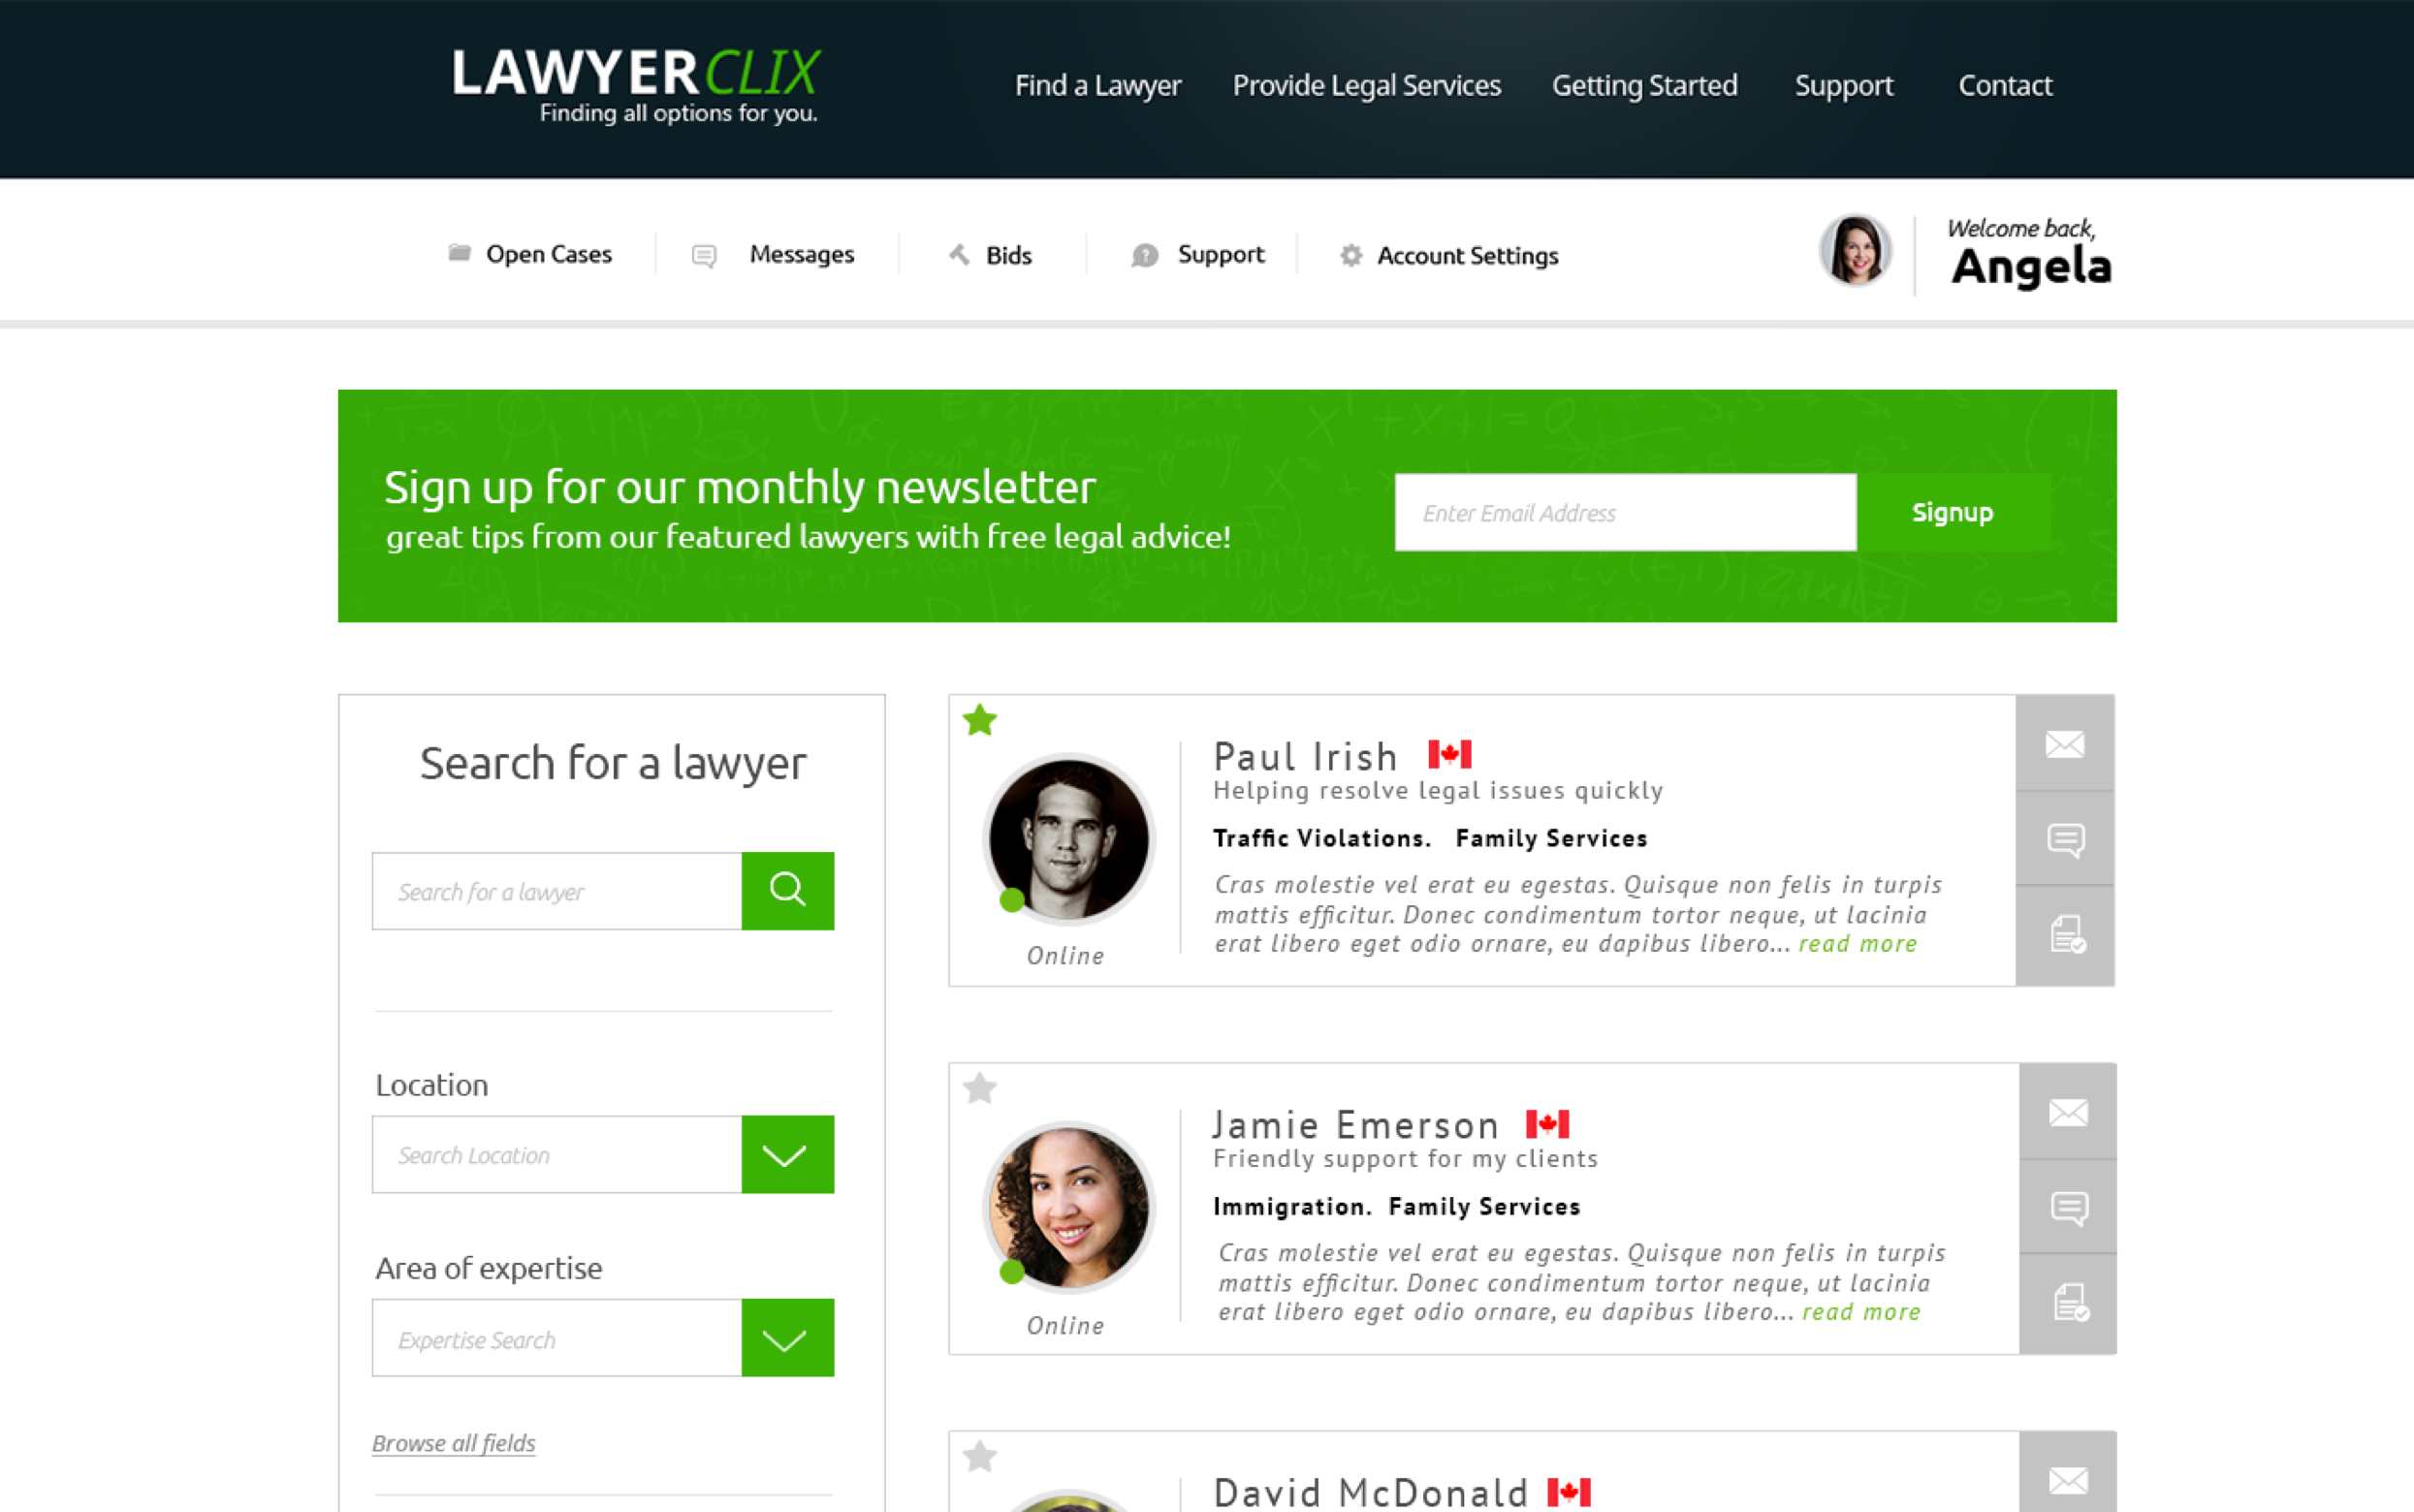 LAWYERCLIX
Finding all options for you.
Find a Lawyer
Provide Legal Services
Getting Started
Support
Contact
Open Cases
Messages
Bids
Support
Account Settings
Welcome back,
Angela
Sign up for our monthly newsletter
great tips from our featured lawyers with free legal advice!
Enter Email Address
Signup
Search for a lawyer
Search for a lawyer
Location
Search Location
Area of expertise
Expertise Search
Browse all fields
Paul Irish
Helping resolve legal issues quickly
Traffic Violations. Family Services
Cras molestie vel erat eu egestas. Quisque non felis in turpis
mattis efficitur. Donec condimentum tortor neque, ut lacinia
erat libero eget odio ornare, eu dapibus libero... read more
Online
Jamie Emerson
Friendly support for my clients
Immigration. Family Services
Cras molestie vel erat eu egestas. Quisque non felis in turpis
mattis efficitur. Donec condimentum tortor neque, ut lacinia
erat libero eget odio ornare, eu dapibus libero... read more
Online
David McDonald